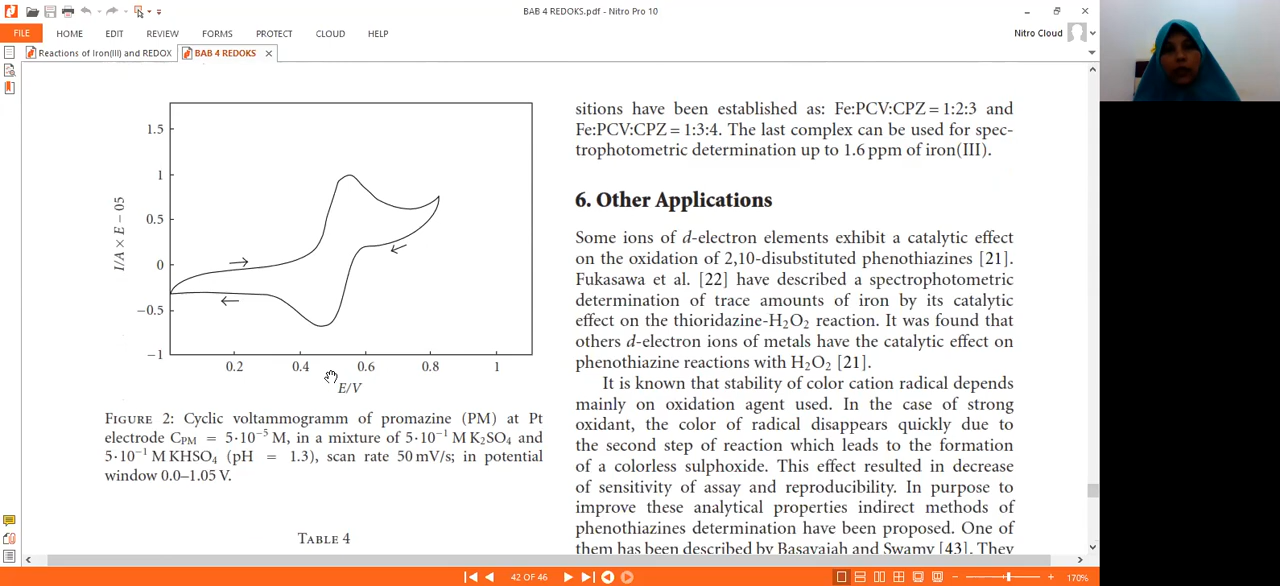 BAB 4 REDOKS.pdf - Nitro Pro 10
FILE HOME EDIT REVIEW FORMS PROTECT CLOUD HELP
Nitro Cloud
Reactions of Iron(III) and REDOX
BAB 4 REDOKS
1.5
1
0.5
0
−0.5
−1
I/A × E − 05
0.2 0.4 0.6 0.8 1
E/V
Figure 2: Cyclic voltammogramm of promazine (PM) at Pt
electrode C_PM = 5·10⁻⁵ M, in a mixture of 5·10⁻¹ M K₂SO₄ and
5·10⁻¹ M KHSO₄ (pH = 1.3), scan rate 50 mV/s; in potential
window 0.0–1.05 V.
Table 4
sitions have been established as: Fe:PCV:CPZ = 1:2:3 and
Fe:PCV:CPZ = 1:3:4. The last complex can be used for spec-
trophotometric determination up to 1.6 ppm of iron(III).
6. Other Applications
Some ions of d-electron elements exhibit a catalytic effect
on the oxidation of 2,10-disubstituted phenothiazines [21].
Fukasawa et al. [22] have described a spectrophotometric
determination of trace amounts of iron by its catalytic
effect on the thioridazine-H₂O₂ reaction. It was found that
others d-electron ions of metals have the catalytic effect on
phenothiazine reactions with H₂O₂ [21].
It is known that stability of color cation radical depends
mainly on oxidation agent used. In the case of strong
oxidant, the color of radical disappears quickly due to
the second step of reaction which leads to the formation
of a colorless sulphoxide. This effect resulted in decrease
of sensitivity of assay and reproducibility. In purpose to
improve these analytical properties indirect methods of
phenothiazines determination have been proposed. One of
them has been described by Basavaiah and Swamy [43]. They
42 OF 46
170%